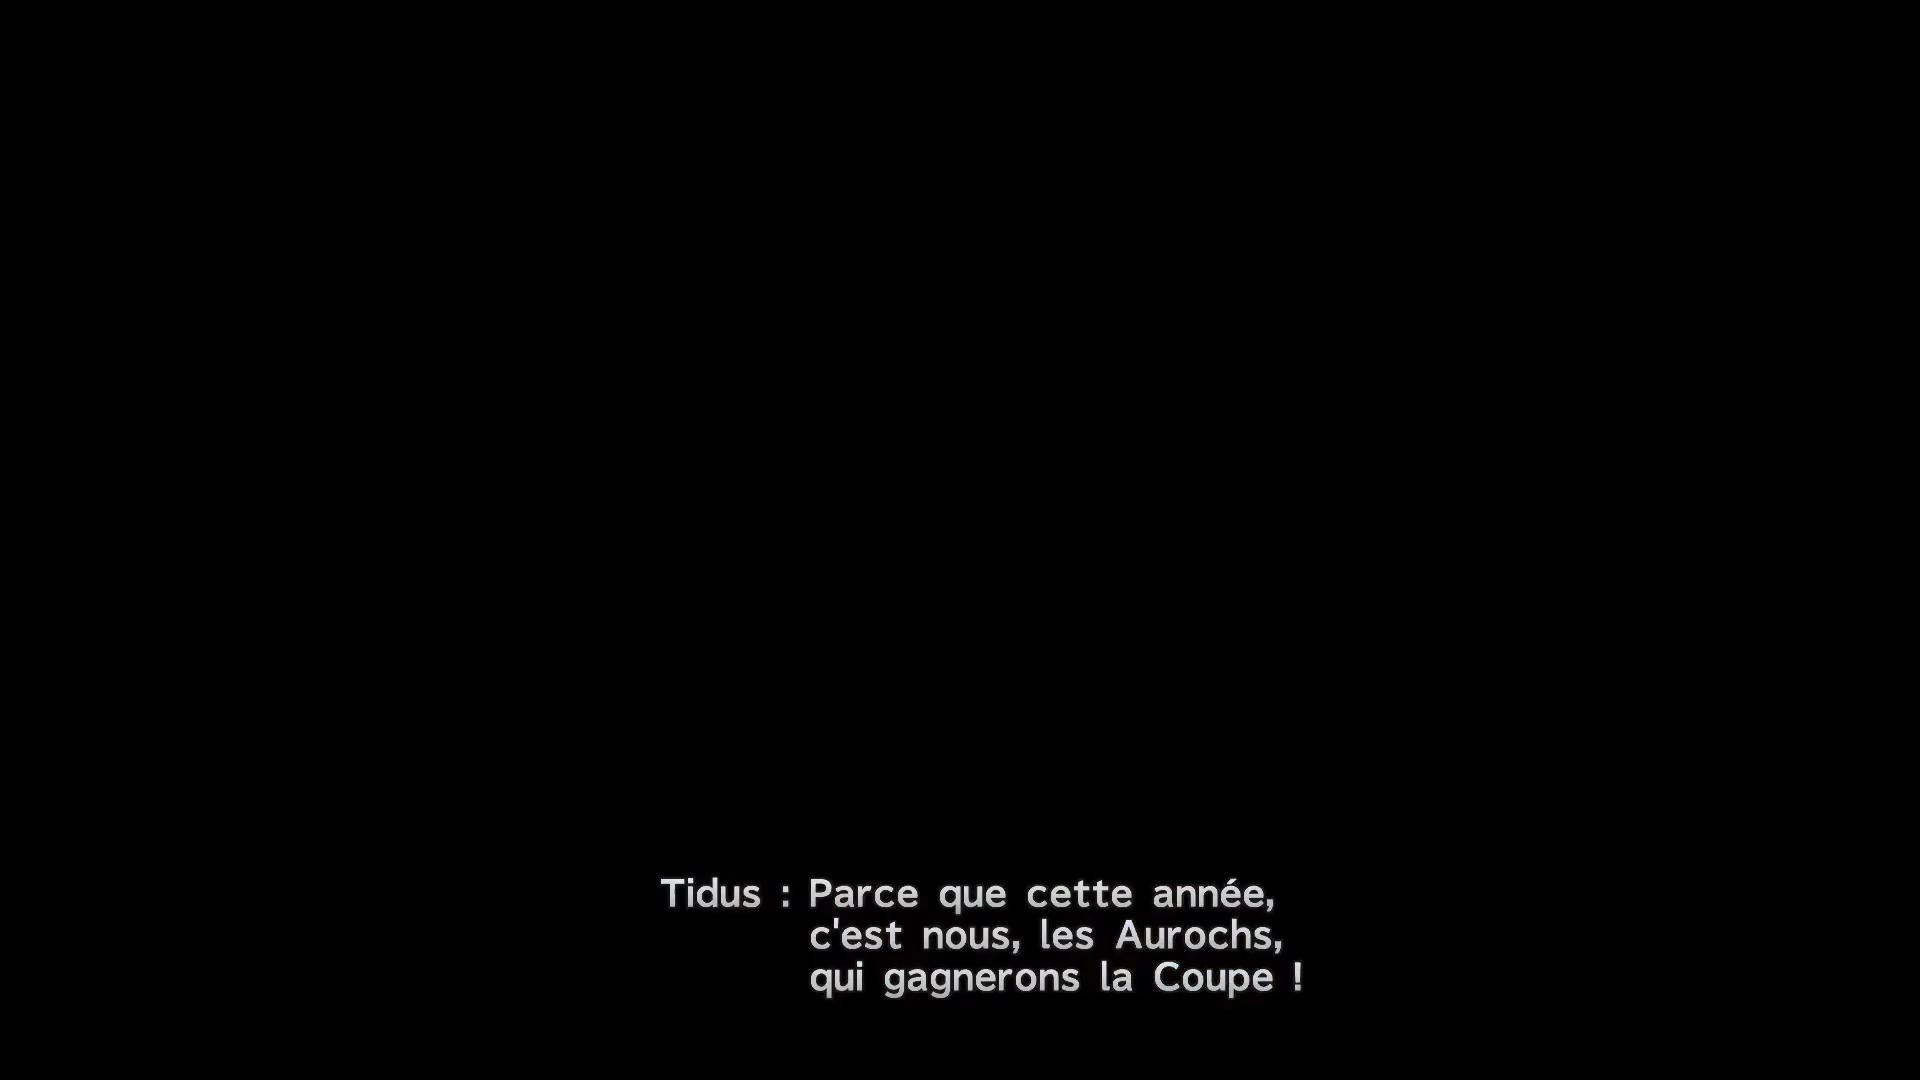 Tidus : Parce que cette année,
c'est nous, les Aurochs,
qui gagnerons la Coupe !